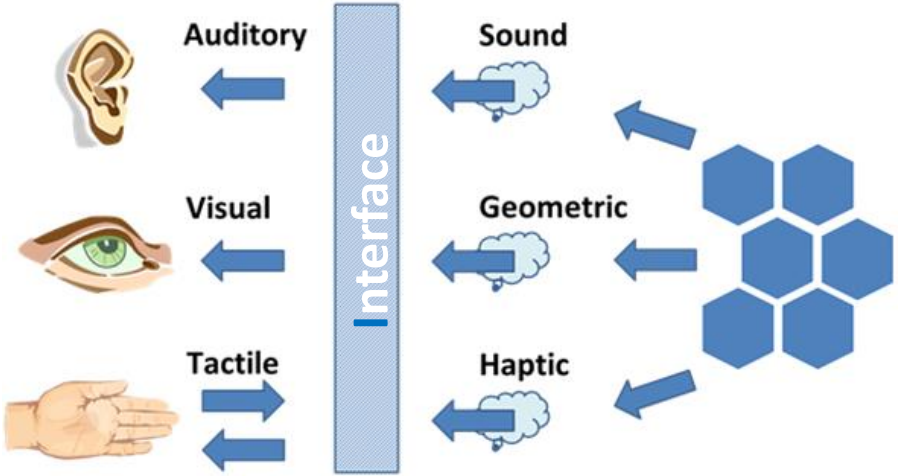 Auditory
Sound
Interface
Visual
Geometric
Tactile
Haptic